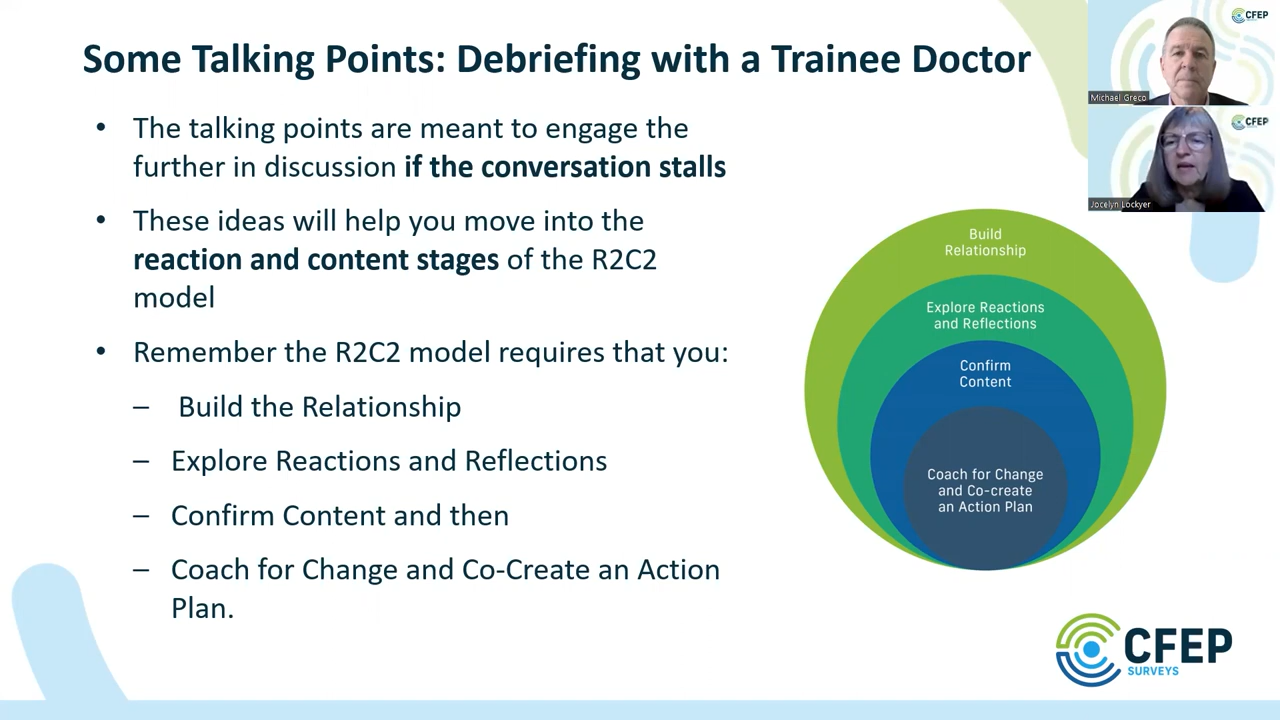 Some Talking Points: Debriefing with a Trainee Doctor
• The talking points are meant to engage the
further in discussion if the conversation stalls
• These ideas will help you move into the
reaction and content stages of the R2C2
model
• Remember the R2C2 model requires that you:
– Build the Relationship
– Explore Reactions and Reflections
– Confirm Content and then
– Coach for Change and Co-Create an Action
Plan.
Build
Relationship
Explore Reactions
and Reflections
Confirm
Content
Coach for Change
and Co-create
an Action Plan
CFEP
Michael Greco
CFEP
Jocelyn Lockyer
CFEP
SURVEYS